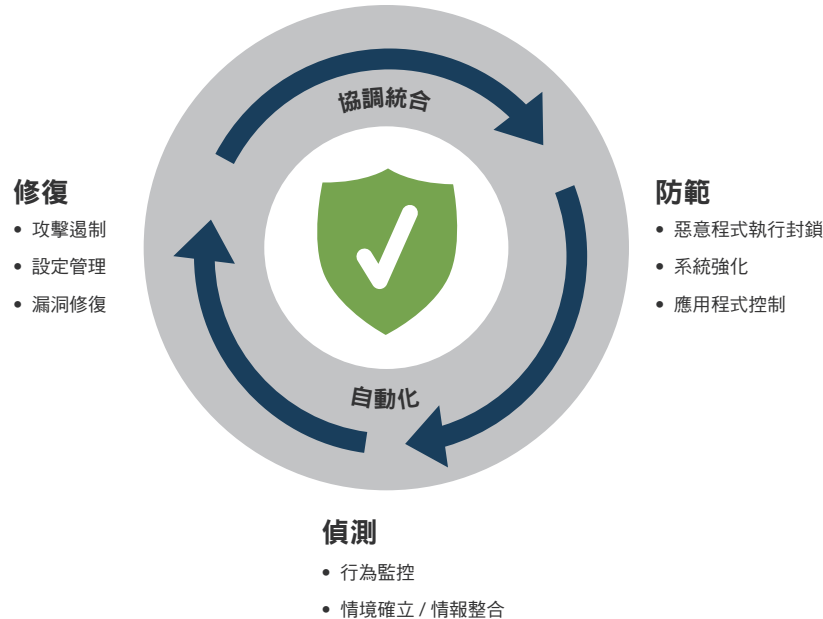 協調統合
修復
• 攻擊遏制
• 設定管理
• 漏洞修復
防範
• 惡意程式執行封鎖
• 系統強化
• 應用程式控制
自動化
偵測
• 行為監控
• 情境確立 / 情報整合